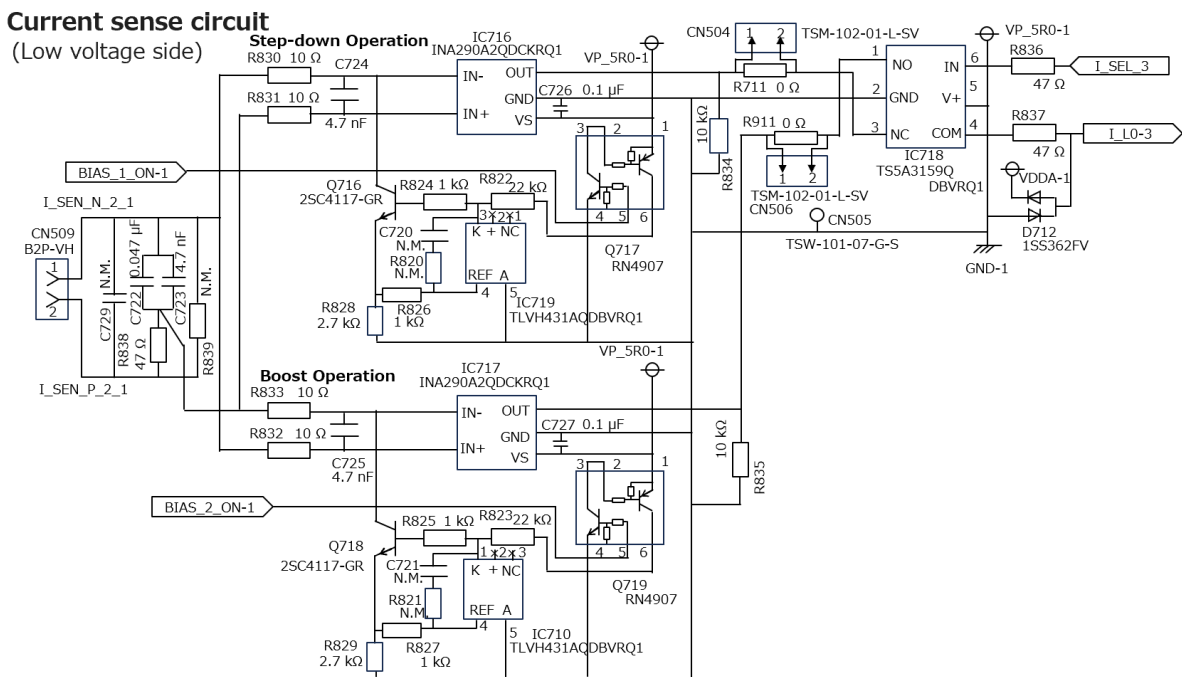 Current sense circuit
(Low voltage side)
Step-down Operation
R830 10 Ω
C724
4.7 nF
R831 10 Ω
IC716
INA290A2QDCKRQ1
IN- OUT
GND
IN+ VS
C726 0.1 µF
VP_5R0-1
CN504
1 2
TSM-102-01-L-SV
R711 0 Ω
10 kΩ
R834
R911 0 Ω
1 2
TSM-102-01-L-SV
CN506
1 NO IN 6
2 GND V+ 5
3 NC COM 4
IC718
TS5A3159Q
DBVRQ1
VP_5R0-1
R836
47 Ω
I_SEL_3
R837
47 Ω
I_L0-3
VDDA-1
D712
1SS362FV
CN505
TSW-101-07-G-S
GND-1
BIAS_1_ON-1
Q716
2SC4117-GR
R824 1 kΩ
R822
22 kΩ
3 2 1
K + NC
REF A
4 5
C720
N.M.
R820
N.M.
R828
2.7 kΩ
R826
1 kΩ
IC719
TLVH431AQDBVRQ1
3 2 1
4 5 6
Q717
RN4907
I_SEN_N_2_1
CN509
B2P-VH
1
2
N.M.
C729
0.047 µF
C722
4.7 nF
C723
N.M.
R839
R838
47 Ω
I_SEN_P_2_1
Boost Operation
R833 10 Ω
R832 10 Ω
C725
4.7 nF
IC717
INA290A2QDCKRQ1
IN- OUT
GND
IN+ VS
C727 0.1 µF
VP_5R0-1
10 kΩ
R835
BIAS_2_ON-1
Q718
2SC4117-GR
R825 1 kΩ
R823 22 kΩ
1 2 3
K + NC
REF A
4 5
C721
N.M.
R821
N.M.
R829
2.7 kΩ
R827
1 kΩ
IC710
TLVH431AQDBVRQ1
3 2 1
4 5 6
Q719
RN4907